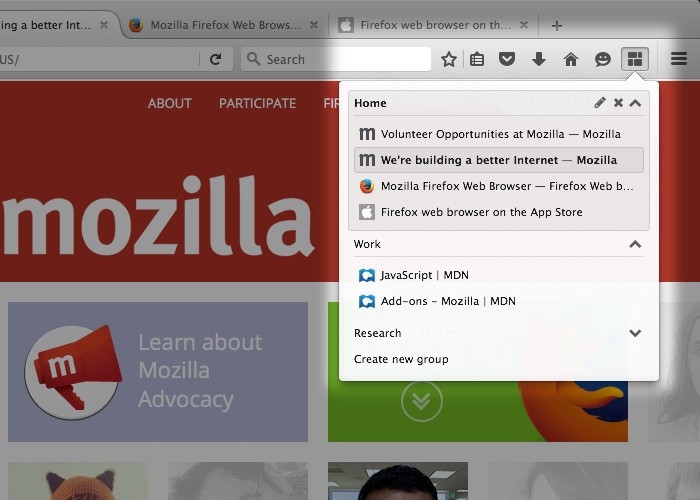 ing a better Int...
Mozilla Firefox Web Brows...
Firefox web browser on th...
US/
Search
ABOUT
PARTICIPATE
FIR
Home
m Volunteer Opportunities at Mozilla — Mozilla
m We're building a better Internet — Mozilla
Mozilla Firefox Web Browser — Firefox Web b...
Firefox web browser on the App Store
Work
JavaScript | MDN
Add-ons - Mozilla | MDN
Research
Create new group
mozilla
m
Learn about
Mozilla
Advocacy